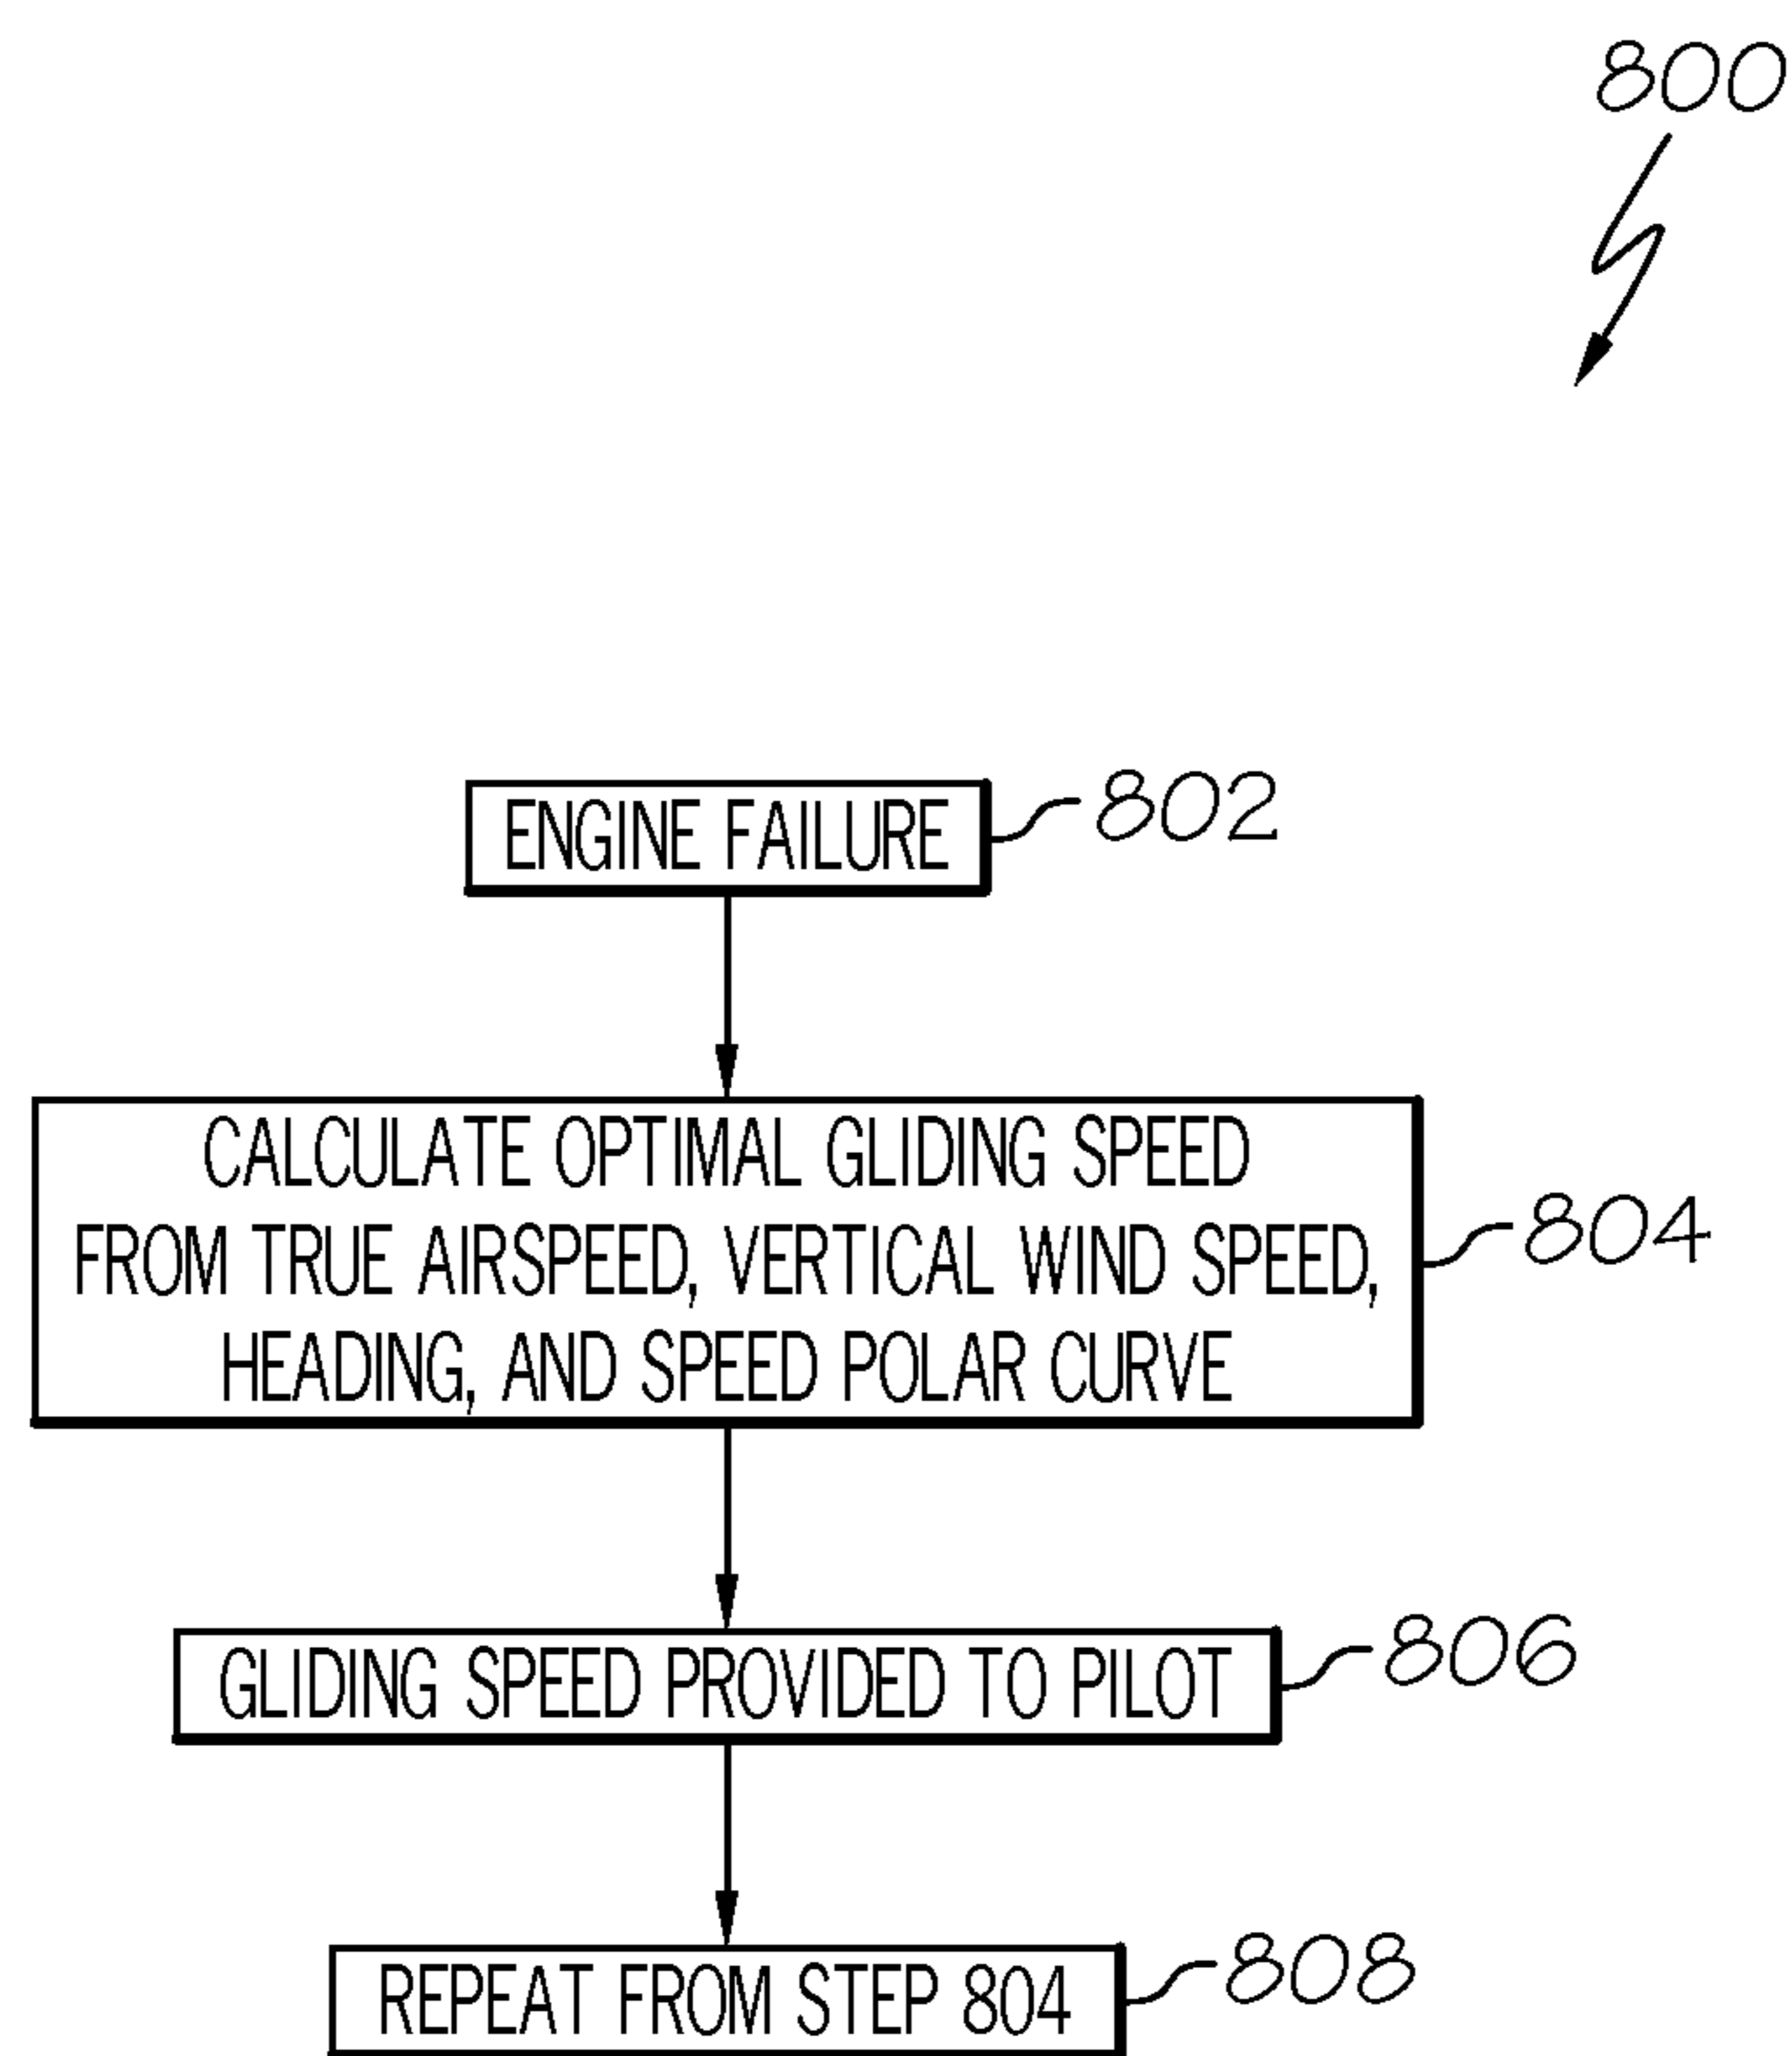 800
ENGINE FAILURE
802
CALCULATE OPTIMAL GLIDING SPEED
FROM TRUE AIRSPEED, VERTICAL WIND SPEED,
HEADING, AND SPEED POLAR CURVE
804
GLIDING SPEED PROVIDED TO PILOT
806
REPEAT FROM STEP 804
808